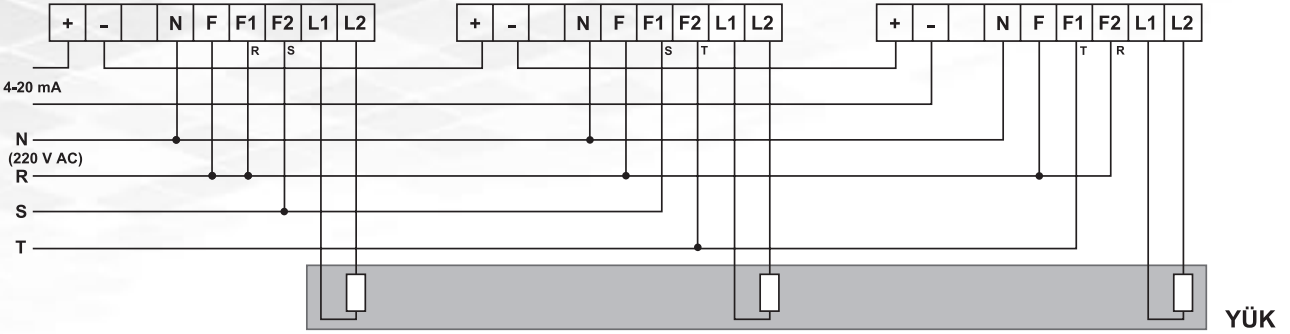 + - N F F1 F2 L1 L2 + - N F F1 F2 L1 L2 + - N F F1 F2 L1 L2
R S S T T R
4-20 mA
N
(220 V AC)
R
S
T
YÜK